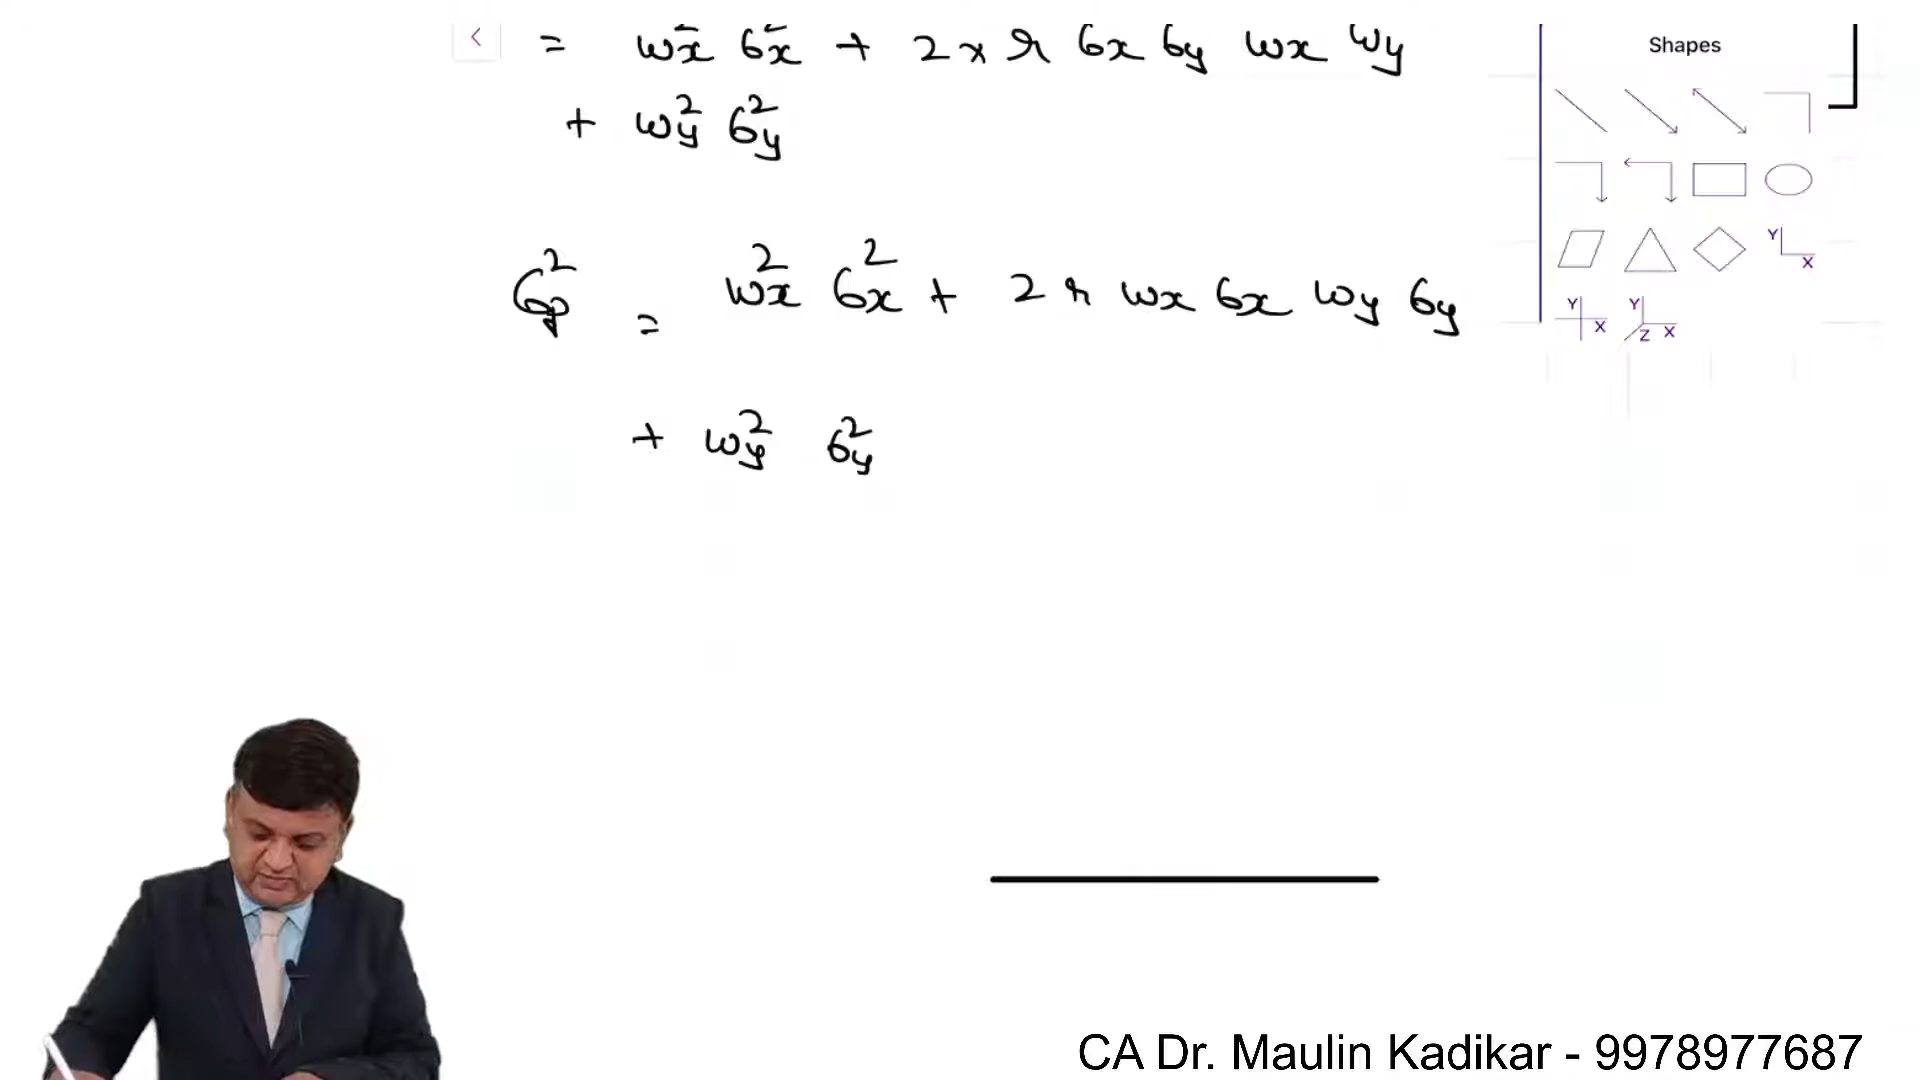 <
= wx² 6x² + 2 x r 6x 6y wx wy
+ wy² 6y²
6p² = wx² 6x² + 2 r wx 6x wy 6y
+ wy² 6y²
Shapes
Y X
Y X Y Z X
CA Dr. Maulin Kadikar - 9978977687